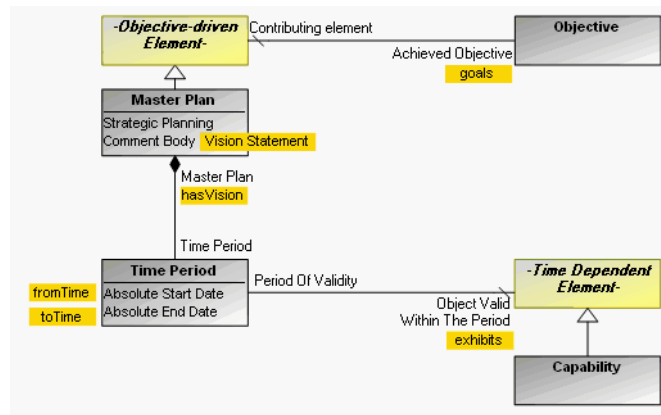 -Objective-driven
Element-
Contributing element
Objective
Achieved Objective
goals
Master Plan
Strategic Planning
Comment Body Vision Statement
Master Plan
hasVision
Time Period
Time Period
fromTime
Absolute Start Date
toTime
Absolute End Date
Period Of Validity
Object Valid
Within The Period
exhibits
-Time Dependent
Element-
Capability